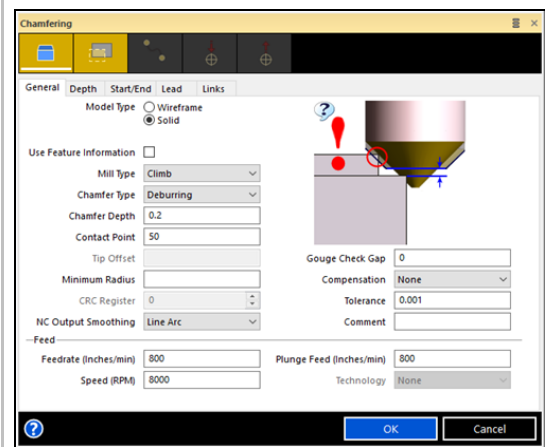 Chamfering
General Depth Start/End Lead Links
Model Type Wireframe
Solid
Use Feature Information
Mill Type Climb
Chamfer Type Deburring
Chamfer Depth 0.2
Contact Point 50
Tip Offset Gouge Check Gap 0
Minimum Radius Compensation None
CRC Register 0 Tolerance 0.001
NC Output Smoothing Line Arc Comment
Feed
Feedrate (Inches/min) 800 Plunge Feed (Inches/min) 800
Speed (RPM) 8000 Technology None
OK Cancel